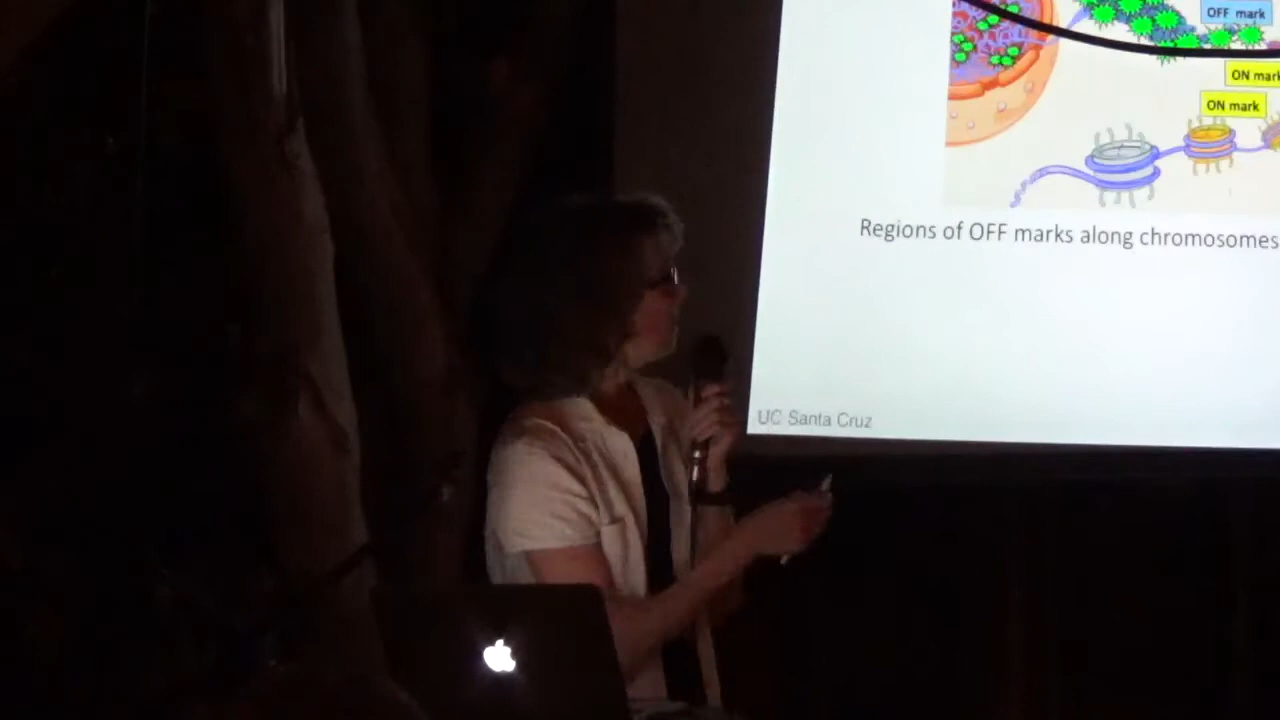 OFF mark
ON mark
ON mark
Regions of OFF marks along chromosomes
UC Santa Cruz